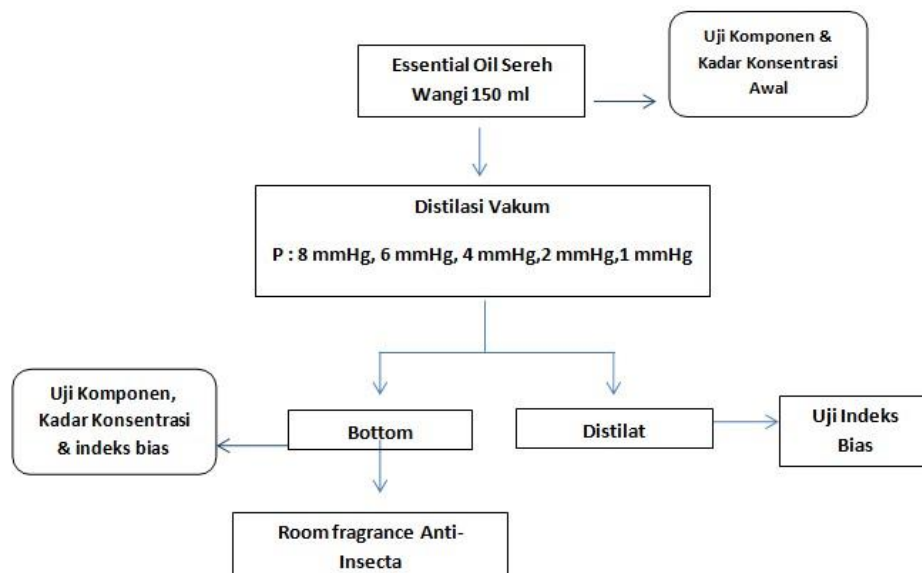 Essential Oil Sereh
Wangi 150 ml
Uji Komponen &
Kadar Konsentrasi
Awal
Distilasi Vakum
P : 8 mmHg, 6 mmHg, 4 mmHg,2 mmHg,1 mmHg
Uji Komponen,
Kadar Konsentrasi
& indeks bias
Bottom
Distilat
Uji Indeks
Bias
Room fragrance Anti-
Insecta